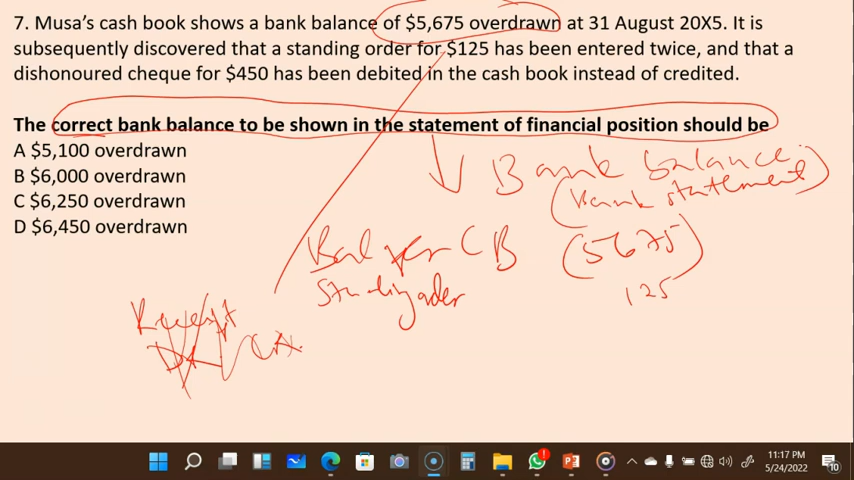 7. Musa's cash book shows a bank balance of $5,675 overdrawn at 31 August 20X5. It is
subsequently discovered that a standing order for $125 has been entered twice, and that a
dishonoured cheque for $450 has been debited in the cash book instead of credited.
The correct bank balance to be shown in the statement of financial position should be
A $5,100 overdrawn
B $6,000 overdrawn
C $6,250 overdrawn
D $6,450 overdrawn
Bank balance
(Bank statement)
Bal per CB (5675)
Standing order 125
Receipt
11:17 PM
5/24/2022
10